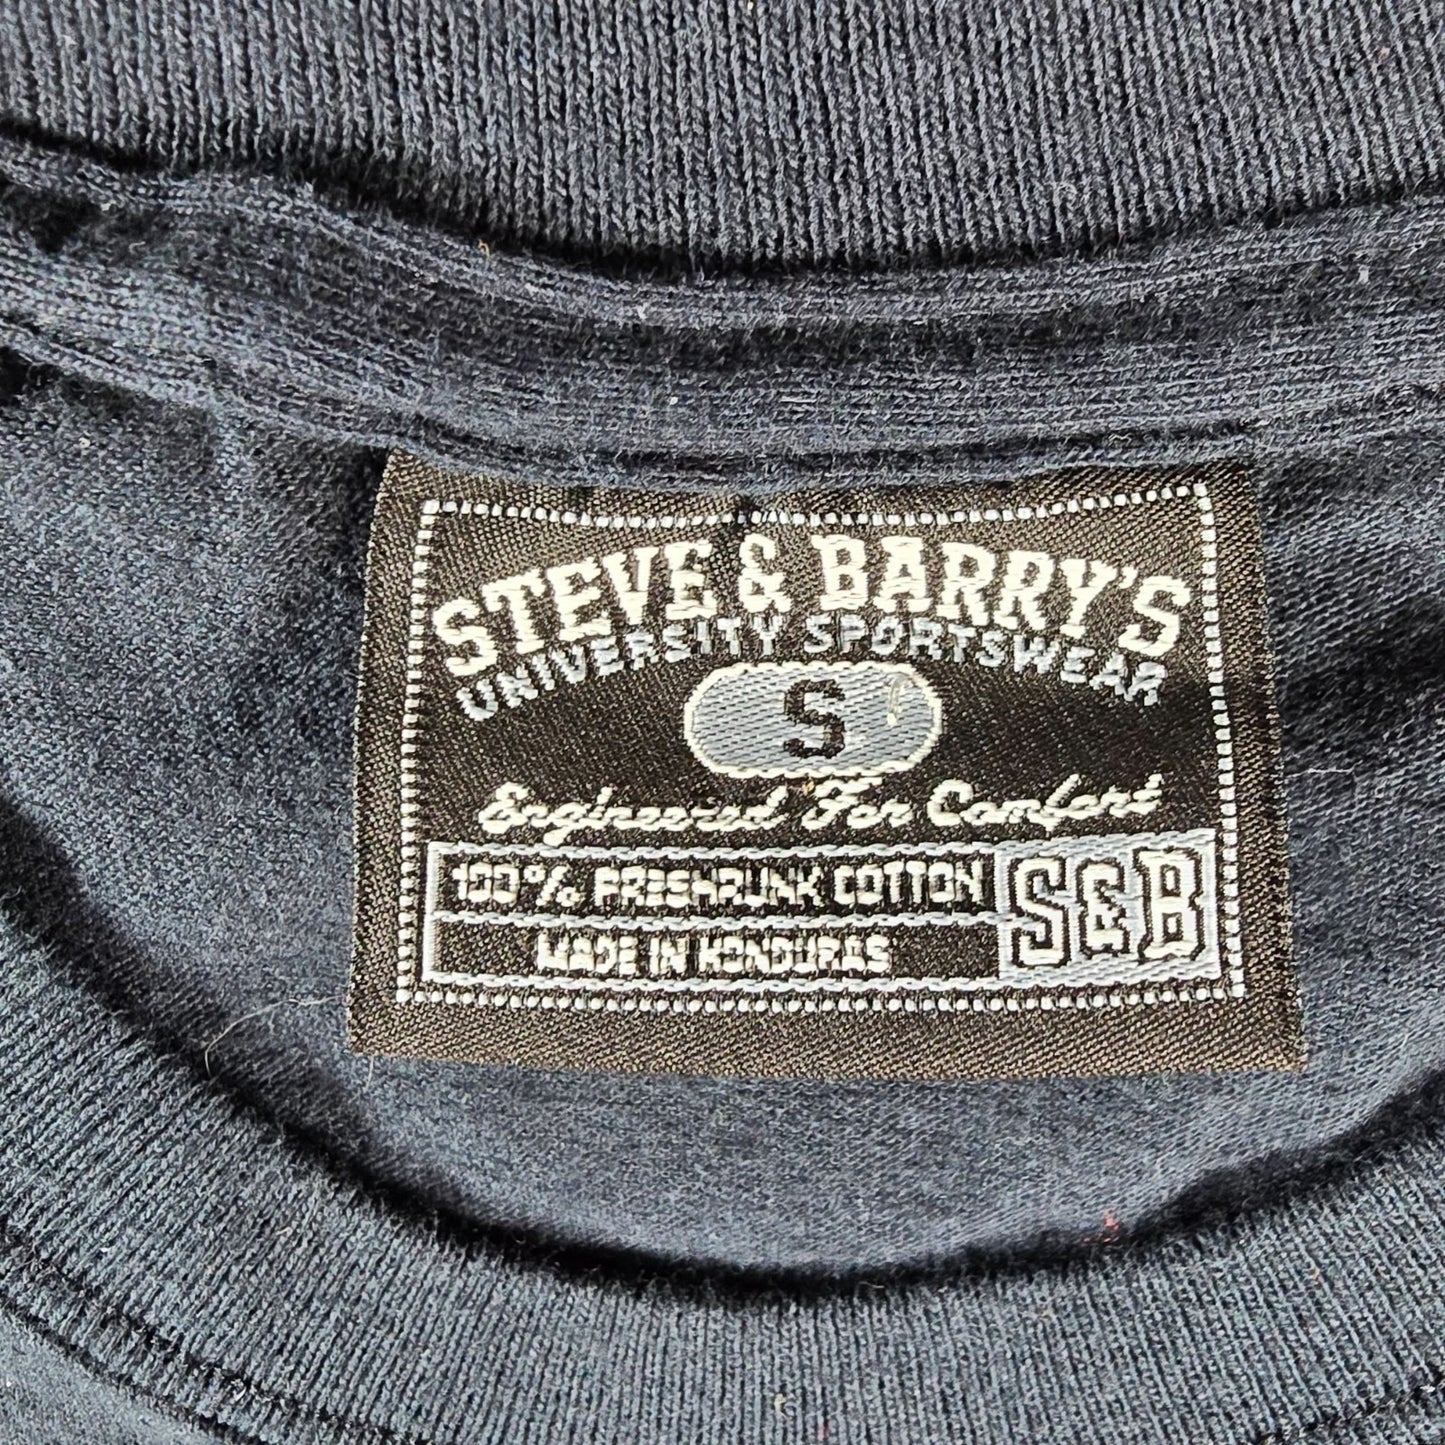 STEVE & BARRY'S
UNIVERSITY SPORTSWEAR
S
Engineered For Comfort
100% PRESHRUNK COTTON
MADE IN HONDURAS
S&B